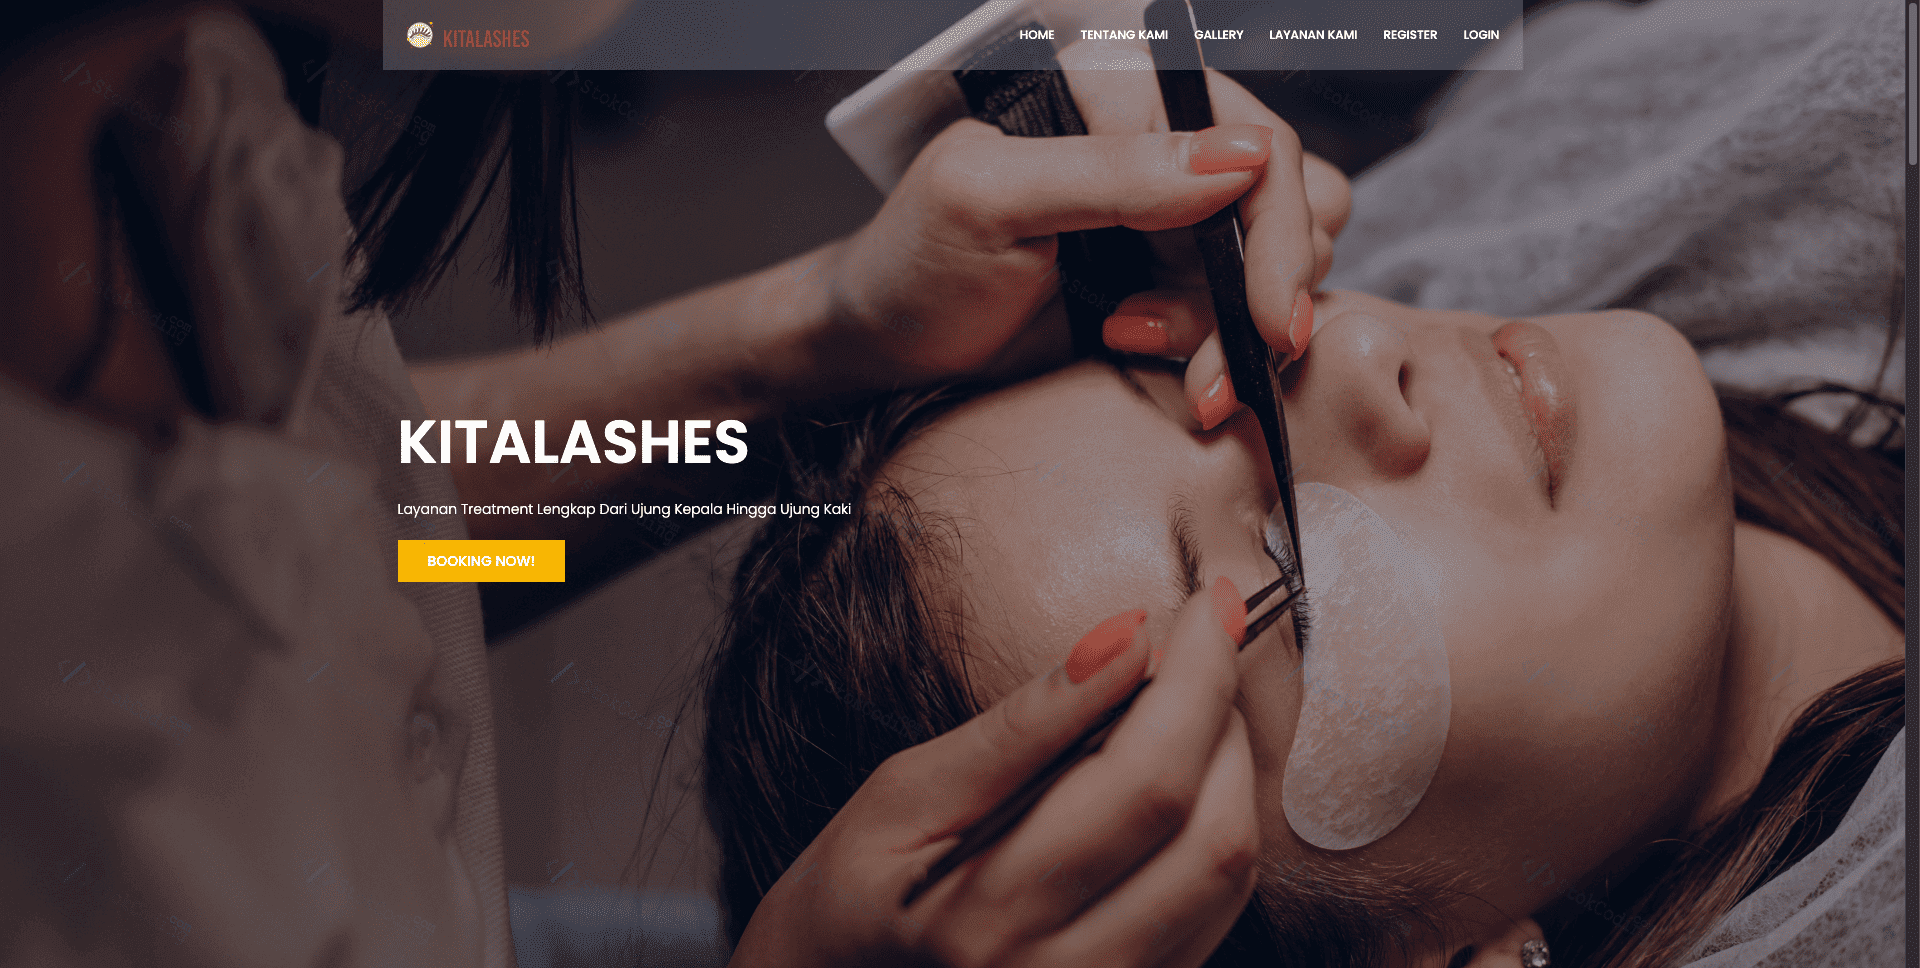 KITALASHES
HOME TENTANG KAMI GALLERY LAYANAN KAMI REGISTER LOGIN
KITALASHES
Layanan Treatment Lengkap Dari Ujung Kepala Hingga Ujung Kaki
BOOKING NOW!